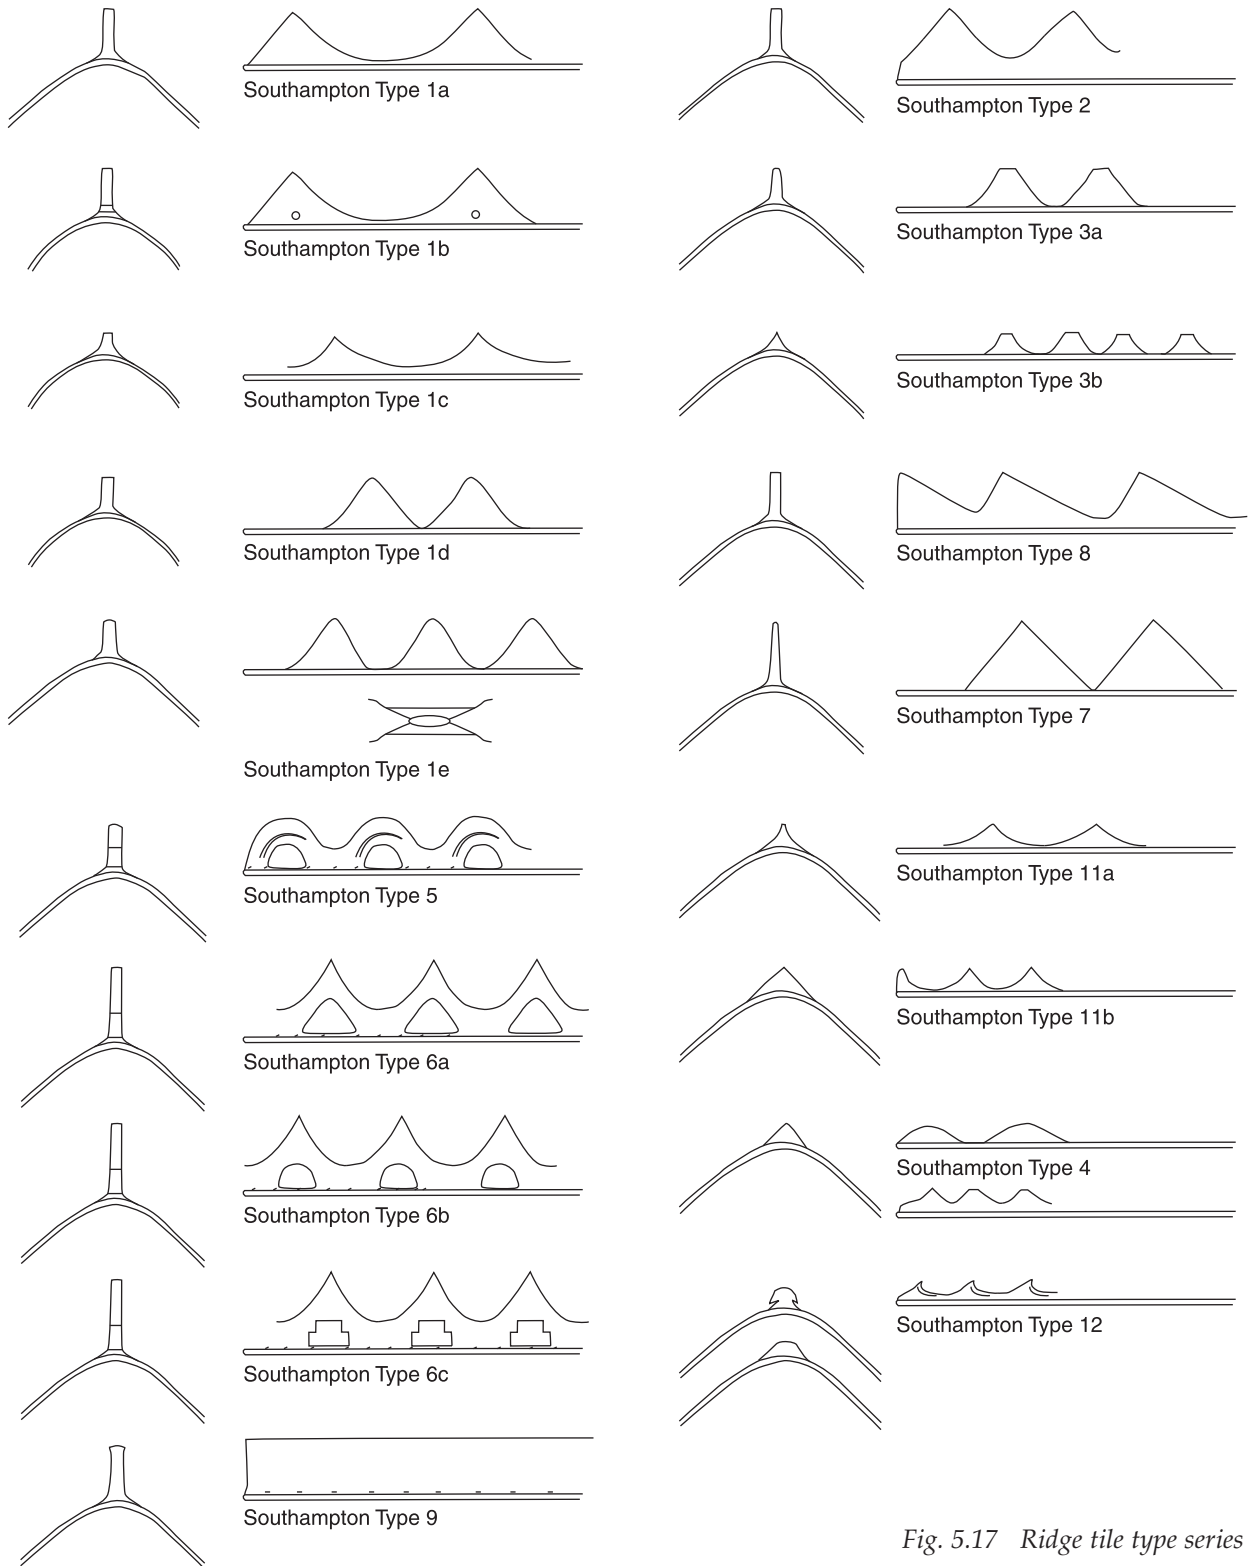 Southampton Type 1a
Southampton Type 1b
Southampton Type 1c
Southampton Type 1d
Southampton Type 1e
Southampton Type 5
Southampton Type 6a
Southampton Type 6b
Southampton Type 6c
Southampton Type 9
Southampton Type 2
Southampton Type 3a
Southampton Type 3b
Southampton Type 8
Southampton Type 7
Southampton Type 11a
Southampton Type 11b
Southampton Type 4
Southampton Type 12
Fig. 5.17 Ridge tile type series